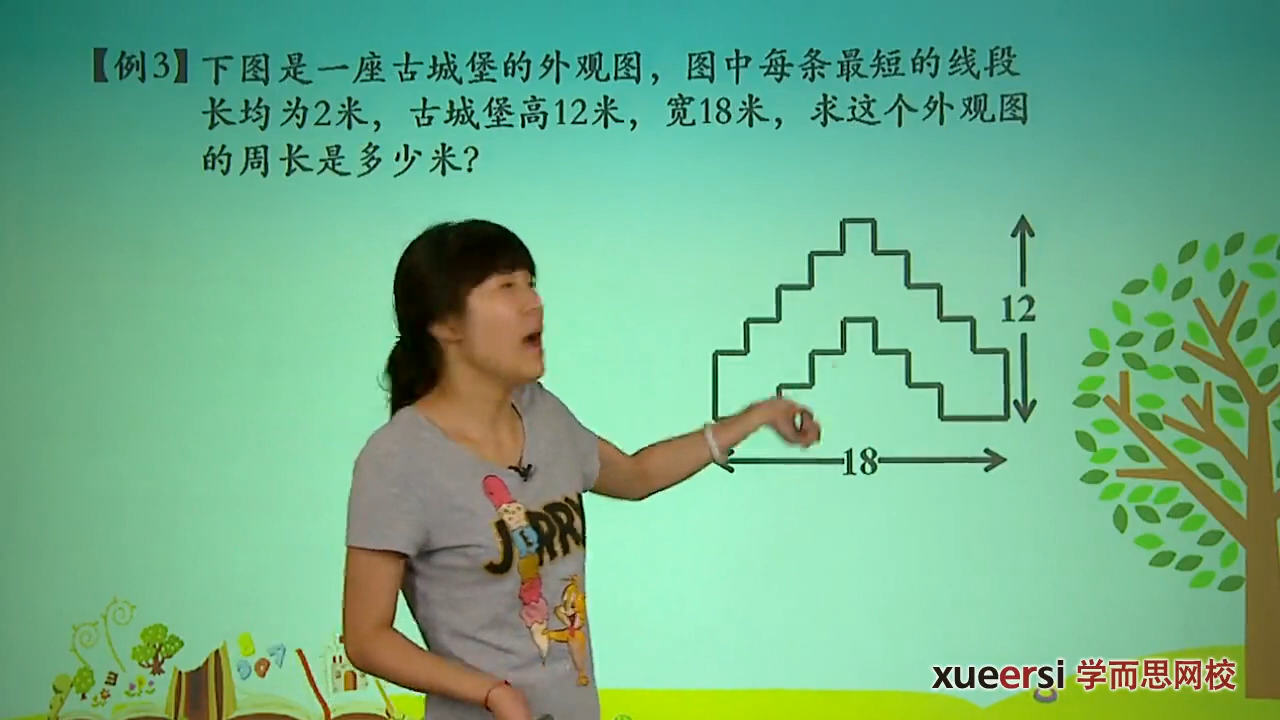 【例3】下图是一座古城堡的外观图，图中每条最短的线段
长均为2米，古城堡高12米，宽18米，求这个外观图
的周长是多少米？
12
18
JERRY
xueersi 学而思网校